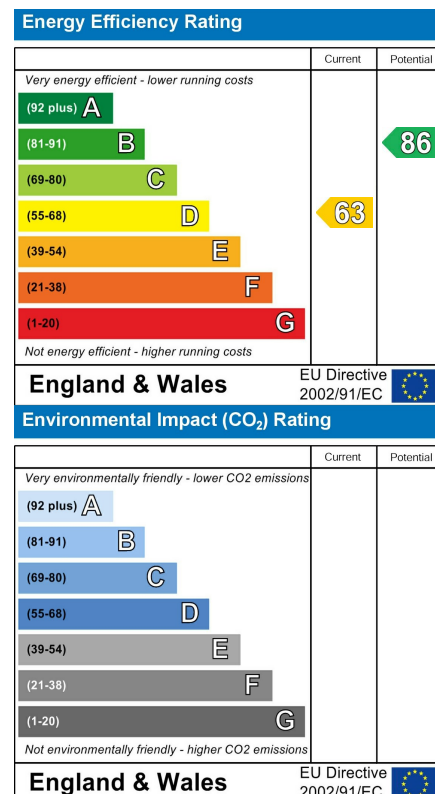 Energy Efficiency Rating
Current Potential
Very energy efficient - lower running costs
(92 plus) A
(81-91) B 86
(69-80) C
(55-68) D 63
(39-54) E
(21-38) F
(1-20) G
Not energy efficient - higher running costs
England & Wales EU Directive 2002/91/EC
Environmental Impact (CO₂) Rating
Current Potential
Very environmentally friendly - lower CO2 emissions
(92 plus) A
(81-91) B
(69-80) C
(55-68) D
(39-54) E
(21-38) F
(1-20) G
Not environmentally friendly - higher CO2 emissions
England & Wales EU Directive 2002/91/EC